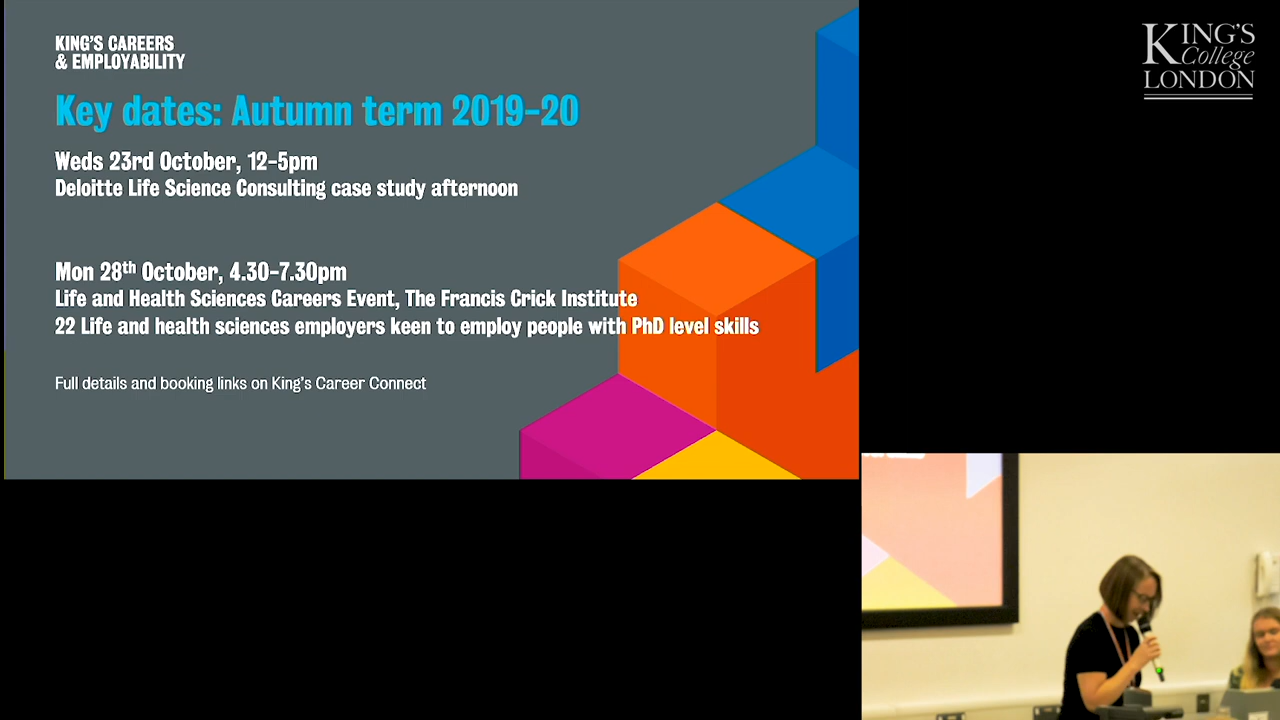 KING'S CAREERS
& EMPLOYABILITY
Key dates: Autumn term 2019-20
Weds 23rd October, 12-5pm
Deloitte Life Science Consulting case study afternoon
Mon 28th October, 4.30-7.30pm
Life and Health Sciences Careers Event, The Francis Crick Institute
22 Life and health sciences employers keen to employ people with PhD level skills
Full details and booking links on King's Career Connect
KING'S
College
LONDON